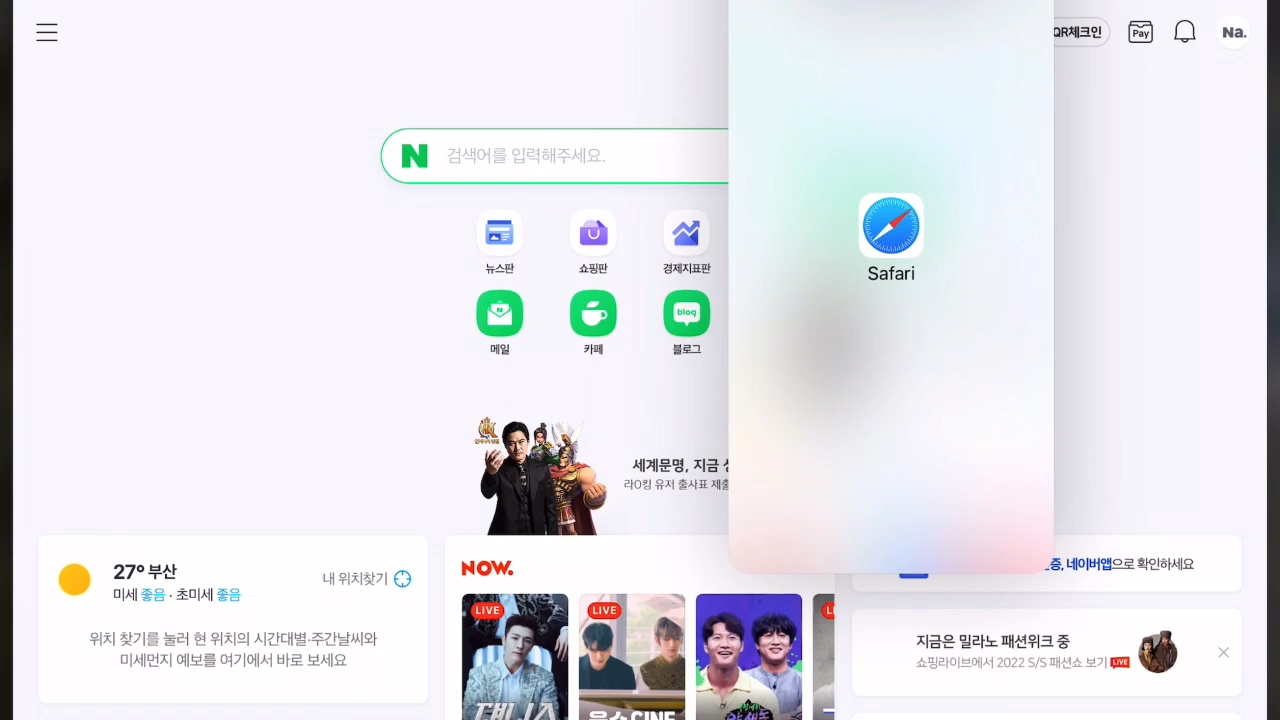 QR체크인
Pay
Na.
N
검색어를 입력해주세요.
뉴스판
쇼핑판
경제지표판
N
blog
메일
카페
블로그
Safari
세계문명, 지금
라오킹 유저 출사표 제출
27° 부산
미세 좋음 · 초미세 좋음
내 위치찾기
위치 찾기를 눌러 현 위치의 시간대별·주간날씨와
미세먼지 예보를 여기에서 바로 보세요
NOW.
LIVE
LIVE
네이버앱으로 확인하세요
지금은 밀라노 패션위크 중
쇼핑라이브에서 2022 S/S 패션쇼 보기 LIVE